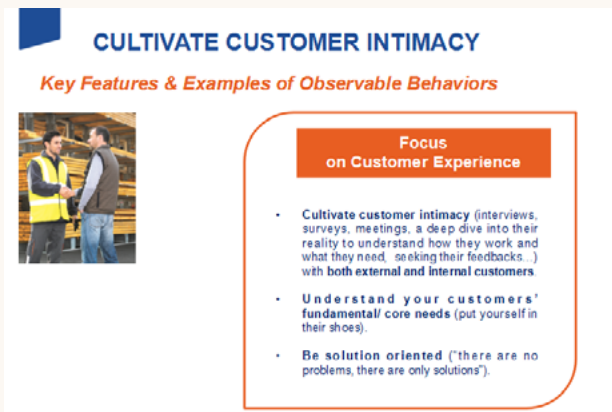 CULTIVATE CUSTOMER INTIMACY
Key Features & Examples of Observable Behaviors
Focus
on Customer Experience
• Cultivate customer intimacy (interviews,
surveys, meetings, a deep dive into their
reality to understand how they work and
what they need, seeking their feedbacks...)
with both external and internal customers.
• Understand your customers'
fundamental/ core needs (put yourself in
their shoes).
• Be solution oriented ("there are no
problems, there are only solutions").